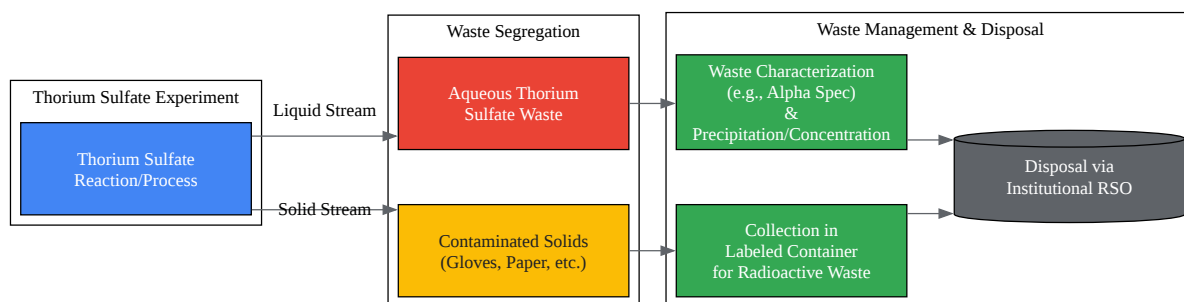 Thorium Sulfate Experiment
Thorium Sulfate
Reaction/Process
Liquid Stream
Solid Stream
Waste Segregation
Aqueous Thorium
Sulfate Waste
Contaminated Solids
(Gloves, Paper, etc.)
Waste Management & Disposal
Waste Characterization
(e.g., Alpha Spec)
&
Precipitation/Concentration
Collection in
Labeled Container
for Radioactive Waste
Disposal via
Institutional RSO